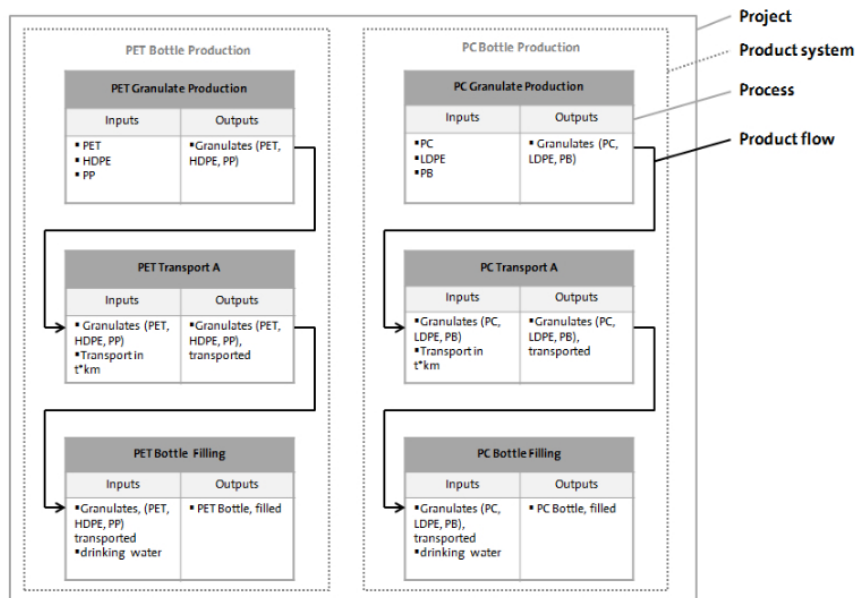 Project
Product system
Process
Product flow
PET Bottle Production
PET Granulate Production
Inputs
Outputs
▪ PET
▪ HDPE
▪ PP
▪Granulates (PET,
HDPE, PP)
PET Transport A
Inputs
Outputs
▪ Granulates (PET,
HDPE, PP)
▪Transport in
t*km
▪ Granulates (PET,
HDPE, PP),
transported
PET Bottle Filling
Inputs
Outputs
▪Granulates, (PET,
HDPE, PP)
transported
▪drinking water
▪ PET Bottle, filled
PC Bottle Production
PC Granulate Production
Inputs
Outputs
▪PC
▪LDPE
▪PB
▪ Granulates (PC,
LDPE, PB)
PC Transport A
Inputs
Outputs
▪Granulates (PC,
LDPE, PB)
▪Transport in
t*km
▪Granulates (PC,
LDPE, PB),
transported
PC Bottle Filling
Inputs
Outputs
▪Granulates (PC,
LDPE, PB),
transported
▪drinking water
▪ PC Bottle, filled